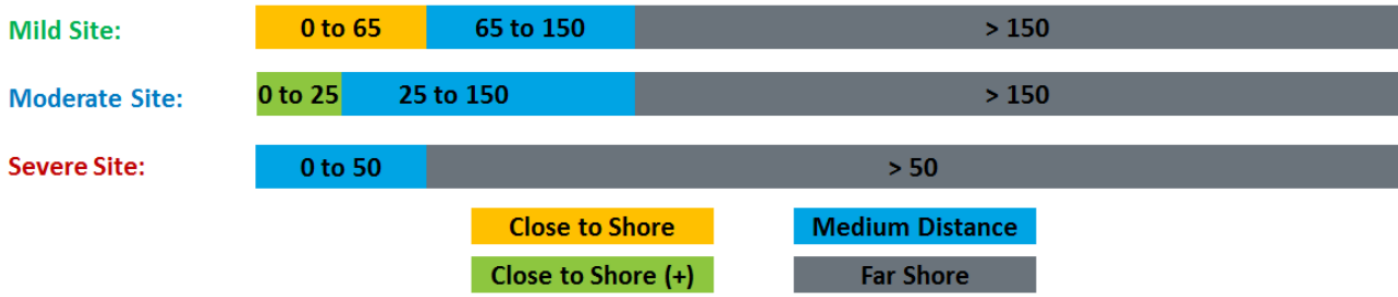 Mild Site: 0 to 65 65 to 150 > 150
Moderate Site: 0 to 25 25 to 150 > 150
Severe Site: 0 to 50 > 50
Close to Shore Medium Distance
Close to Shore (+) Far Shore